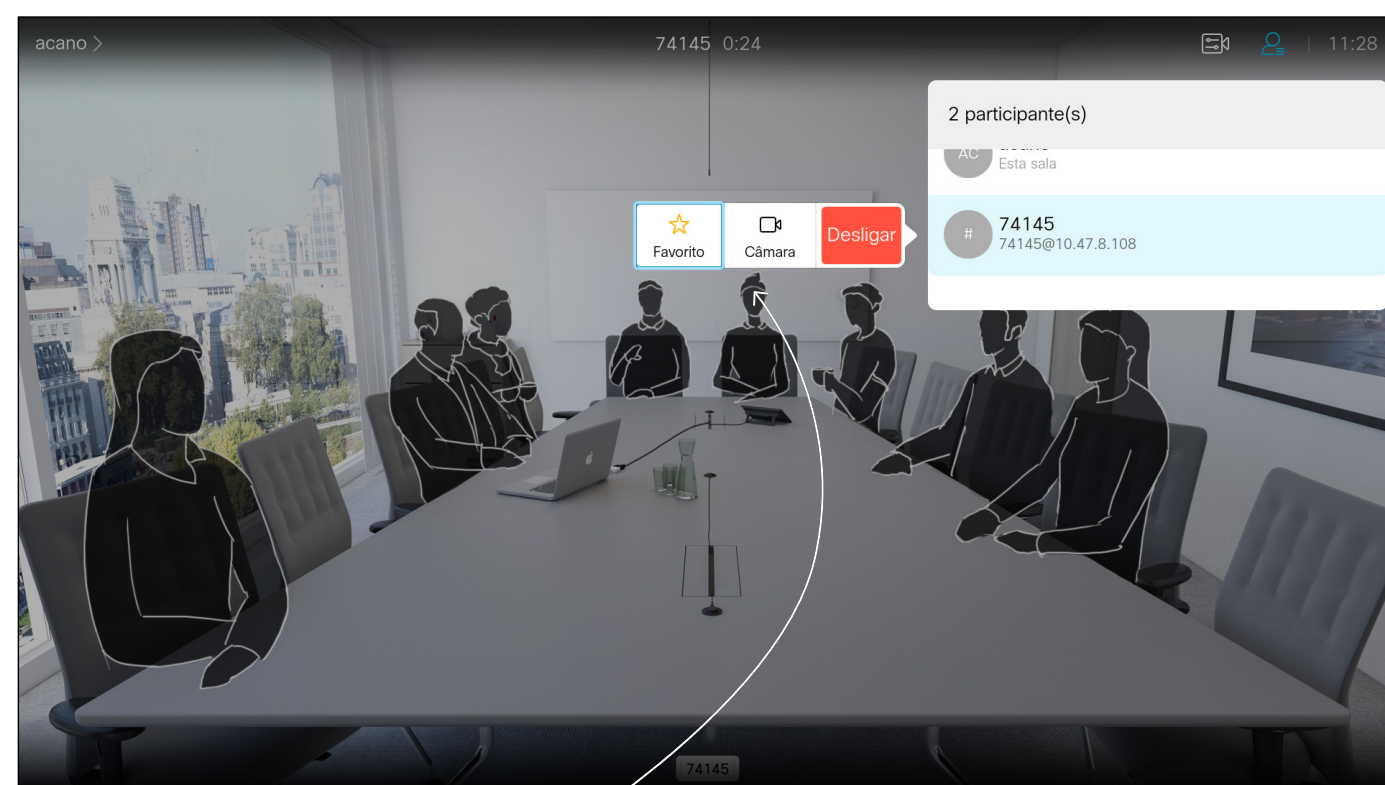 acano
74145 0:24
11:28
2 participante(s)
AC
Esta sala
Favorito
Câmara
Desligar
#
74145
74145@10.47.8.108
74145